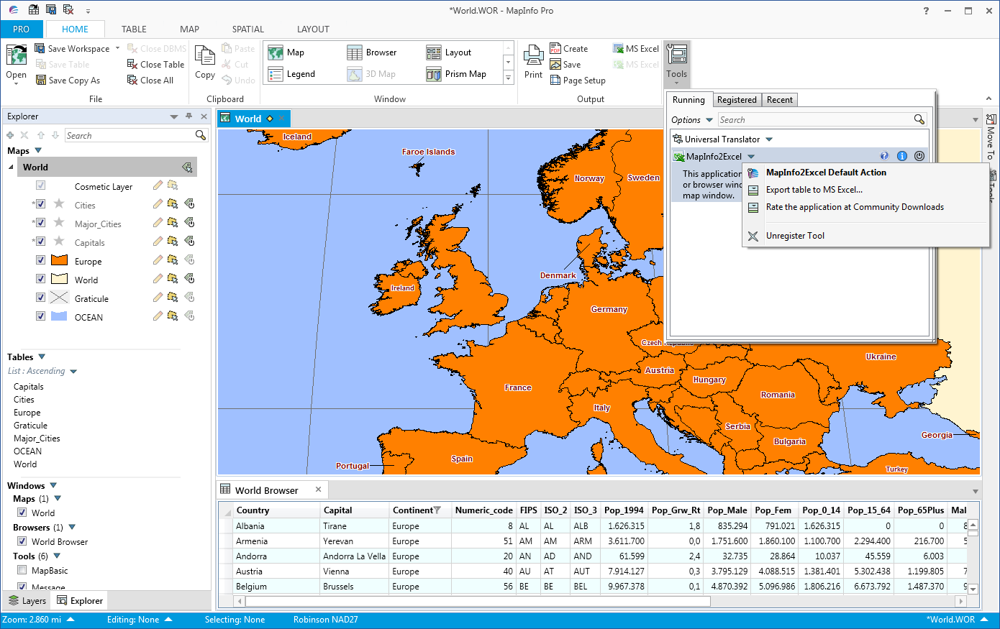 *World.WOR - MapInfo Pro
?
PRO HOME TABLE MAP SPATIAL LAYOUT
Open
Save Workspace
Save Table
Save Copy As
Close DBMS
Close Table
Close All
File
Copy
Paste
Cut
Undo
Clipboard
Map
Browser
Layout
Legend
3D Map
Prism Map
Window
Print
Create
Save
Page Setup
MS Excel
MS Excel
Output
Tools
Explorer
Search
Maps
World
Cosmetic Layer
* Cities
* Major_Cities
* Capitals
Europe
World
Graticule
OCEAN
Tables
List : Ascending
Capitals
Cities
Europe
Graticule
Major_Cities
OCEAN
World
Windows
Maps (1)
World
Browsers (1)
World Browser
Tools (6)
MapBasic
Message
Layers Explorer
World
Iceland
Faroe Islands
Norway
Sweden
Denmark
Ireland
Germany
Czech Republic
Ukraine
Austria
Hungary
France
Romania
Italy
Serbia
Georgia
Bulgaria
Spain
Portugal
Turkey
Running Registered Recent
Options Search
Universal Translator
MapInfo2Excel
This application
or browser wind
map window.
MapInfo2Excel Default Action
Export table to MS Excel...
Rate the application at Community Downloads
Unregister Tool
Move To
Tools
World Browser
Country Capital Continent Numeric_code FIPS ISO_2 ISO_3 Pop_1994 Pop_Grw_Rt Pop_Male Pop_Fem Pop_0_14 Pop_15_64 Pop_65Plus Mal
Albania Tirane Europe 8 AL AL ALB 1.626.315 1,8 835.294 791.021 1.626.315 0 0 8
Armenia Yerevan Europe 51 AM AM ARM 3.611.700 0,0 1.751.600 1.860.100 1.100.700 2.294.400 216.700 5
Andorra Andorra La Vella Europe 20 AN AD AND 61.599 2,4 32.735 28.864 10.037 45.559 6.003
Austria Vienna Europe 40 AU AT AUT 7.914.127 0,3 3.795.129 4.088.515 1.381.401 5.302.438 1.199.805 7
Belgium Brussels Europe 56 BE BE BEL 9.967.378 0,1 4.870.392 5.096.986 1.806.216 6.673.792 1.487.370 9
Zoom: 2.860 mi Editing: None Selecting: None Robinson NAD27 *World.WOR